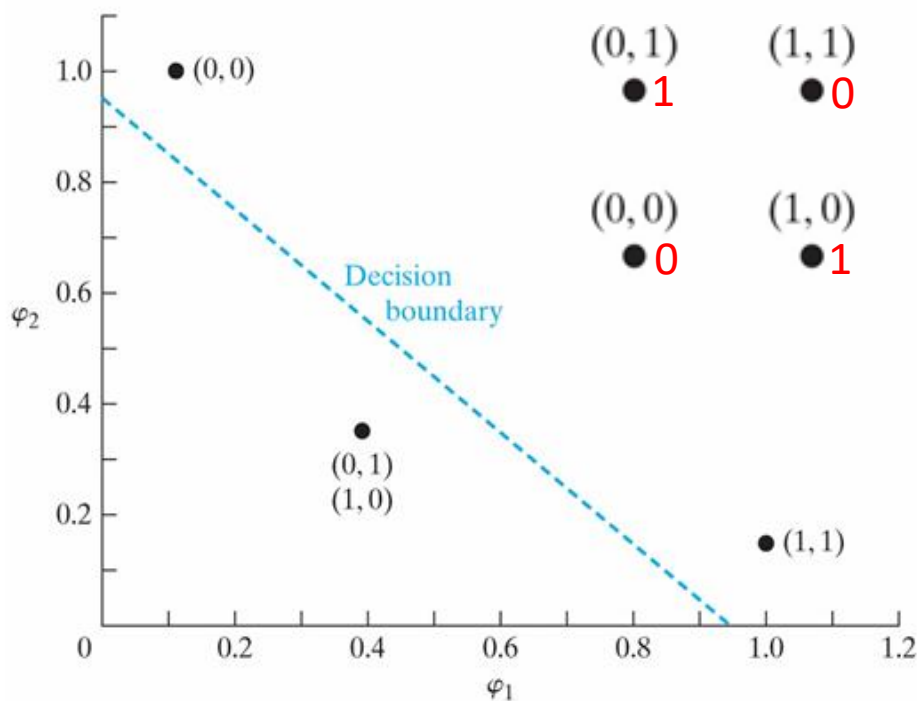 (0, 1) (1, 1)
1.0 (0, 0) 1 0
0.8
(0, 0) (1, 0)
0 1
0.6 Decision
φ₂ boundary
0.4
(0, 1)
(1, 0)
0.2
(1, 1)
0 0.2 0.4 0.6 0.8 1.0 1.2
φ₁